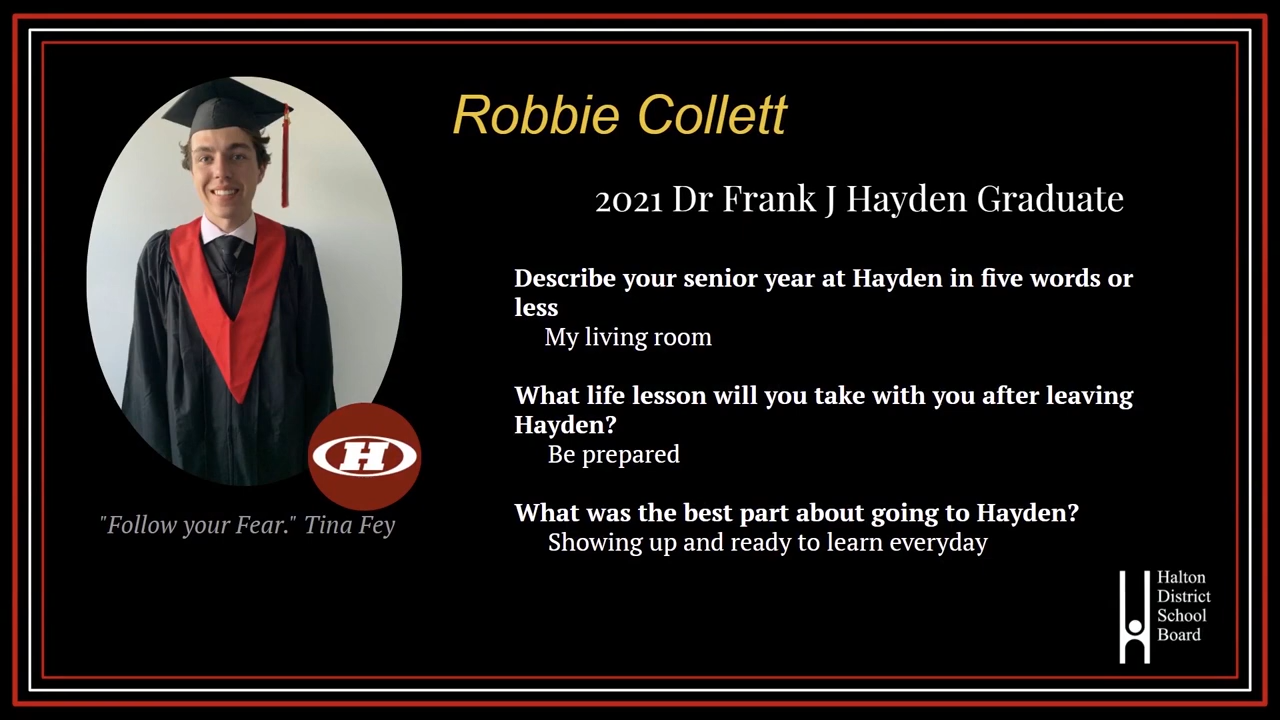 Robbie Collett
2021 Dr Frank J Hayden Graduate
Describe your senior year at Hayden in five words or
less
My living room
What life lesson will you take with you after leaving
Hayden?
Be prepared
What was the best part about going to Hayden?
Showing up and ready to learn everyday
H
"Follow your Fear." Tina Fey
Halton
District
School
Board